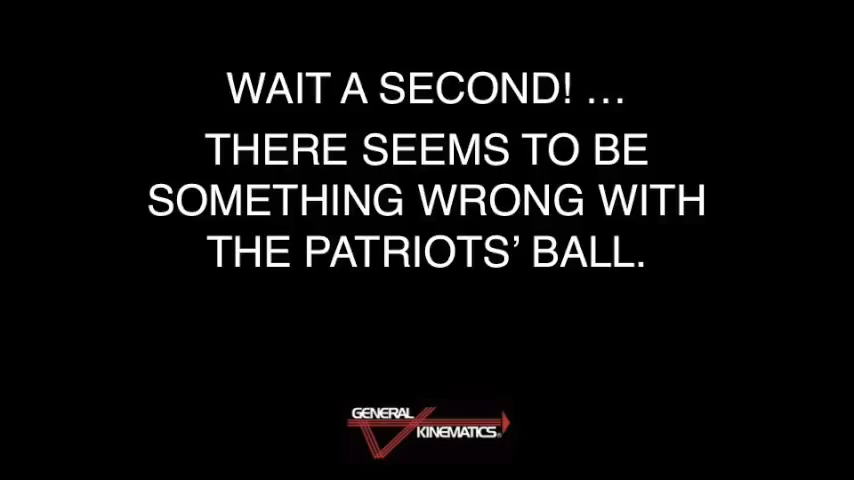 WAIT A SECOND! …
THERE SEEMS TO BE
SOMETHING WRONG WITH
THE PATRIOTS’ BALL.
GENERAL
KINEMATICS®